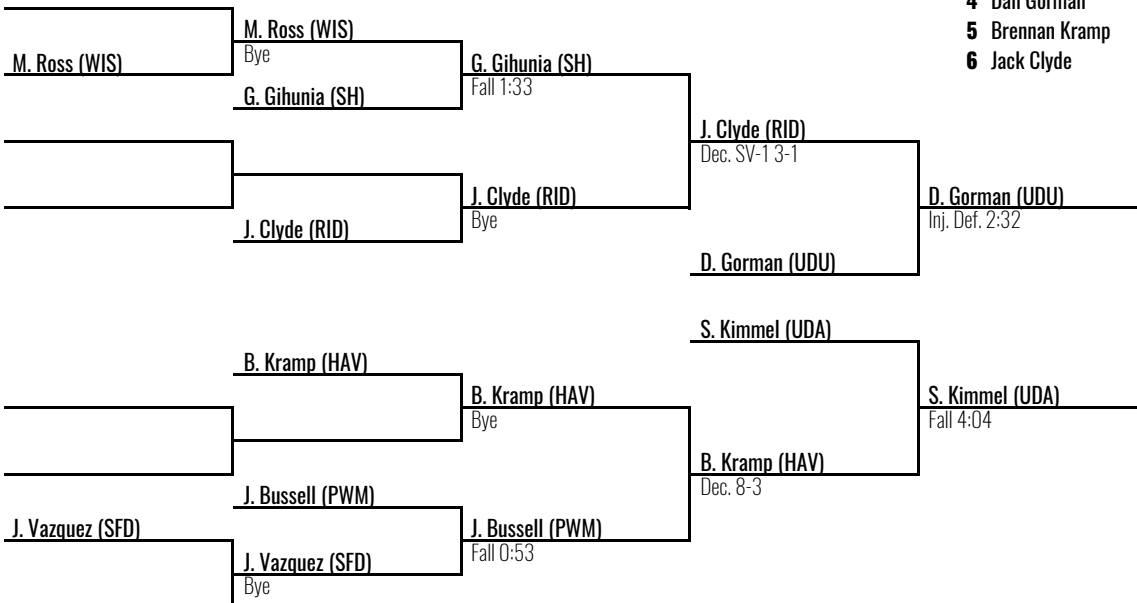 4 Dan Gorman
5 Brennan Kramp
6 Jack Clyde
M. Ross (WIS)
M. Ross (WIS)
Bye
G. Gihunia (SH)
G. Gihunia (SH)
Fall 1:33
J. Clyde (RID)
J. Clyde (RID)
Bye
J. Clyde (RID)
Dec. SV-1 3-1
D. Gorman (UDU)
D. Gorman (UDU)
Inj. Def. 2:32
S. Kimmel (UDA)
B. Kramp (HAV)
B. Kramp (HAV)
Bye
S. Kimmel (UDA)
Fall 4:04
B. Kramp (HAV)
Dec. 8-3
J. Bussell (PWM)
J. Vazquez (SFD)
J. Bussell (PWM)
Fall 0:53
J. Vazquez (SFD)
Bye